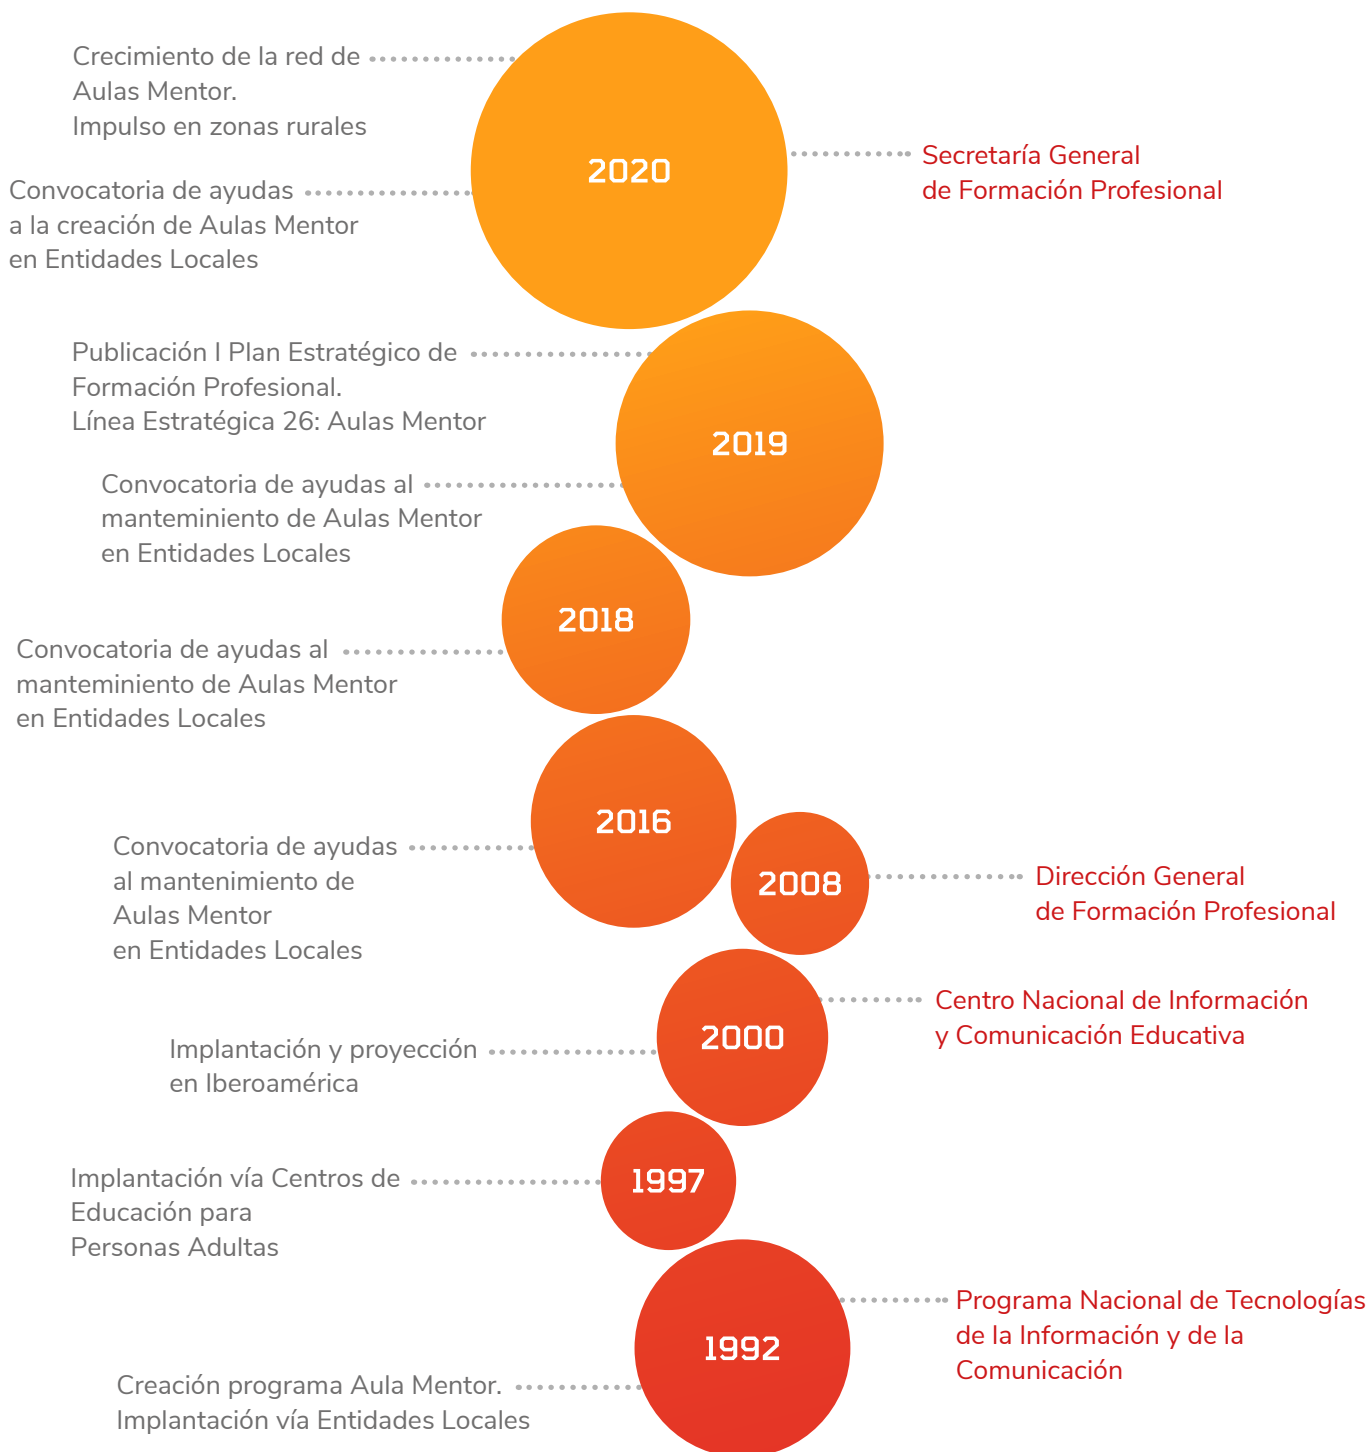 Crecimiento de la red de
Aulas Mentor.
Impulso en zonas rurales
2020
Secretaría General
de Formación Profesional
Convocatoria de ayudas
a la creación de Aulas Mentor
en Entidades Locales
Publicación I Plan Estratégico de
Formación Profesional.
Línea Estratégica 26: Aulas Mentor
2019
Convocatoria de ayudas al
manteminiento de Aulas Mentor
en Entidades Locales
2018
Convocatoria de ayudas al
manteminiento de Aulas Mentor
en Entidades Locales
2016
Convocatoria de ayudas
al mantenimiento de
Aulas Mentor
en Entidades Locales
2008
Dirección General
de Formación Profesional
2000
Centro Nacional de Información
y Comunicación Educativa
Implantación y proyección
en Iberoamérica
1997
Implantación vía Centros de
Educación para
Personas Adultas
1992
Programa Nacional de Tecnologías
de la Información y de la
Comunicación
Creación programa Aula Mentor.
Implantación vía Entidades Locales